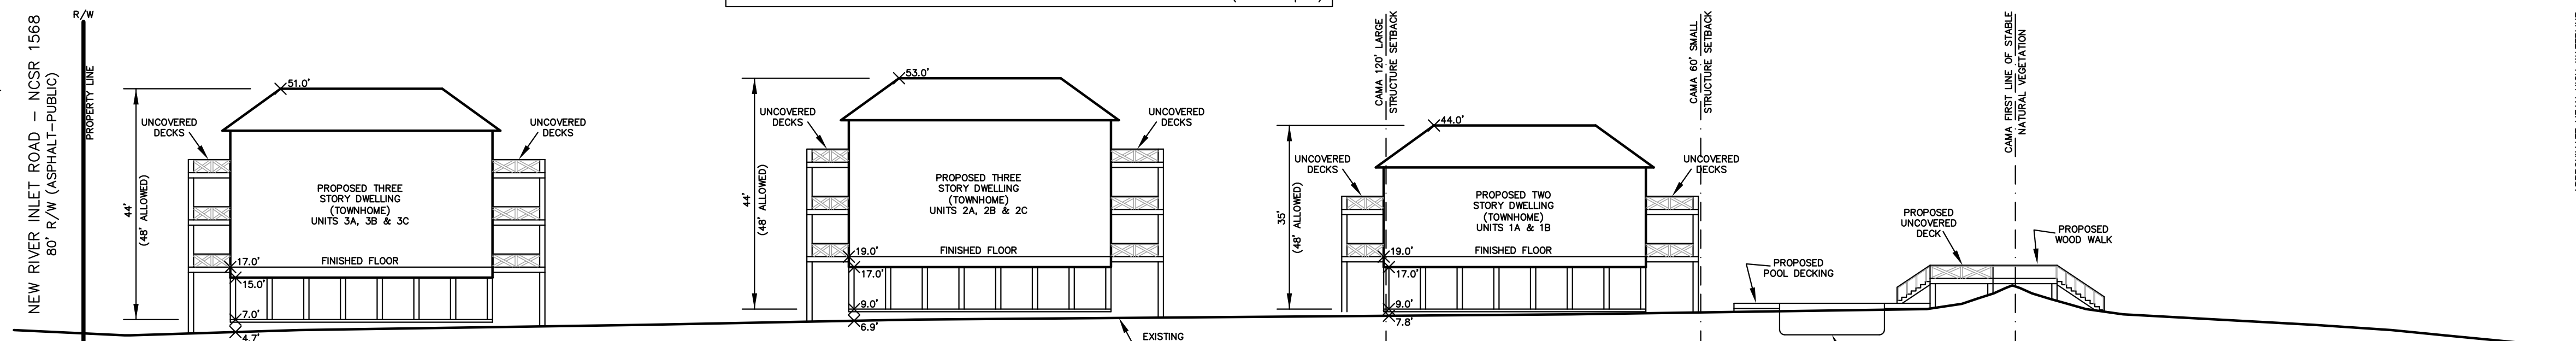 NEW RIVER INLET ROAD - NCSR 1568
80' R/W (ASPHALT-PUBLIC)
R/W
PROPERTY LINE
44'
(48' ALLOWED)
51.0'
UNCOVERED
DECKS
UNCOVERED
DECKS
PROPOSED THREE
STORY DWELLING
(TOWNHOME)
UNITS 3A, 3B & 3C
17.0'
FINISHED FLOOR
15.0'
7.0'
4.7'
44'
(48' ALLOWED)
53.0'
UNCOVERED
DECKS
UNCOVERED
DECKS
PROPOSED THREE
STORY DWELLING
(TOWNHOME)
UNITS 2A, 2B & 2C
19.0'
FINISHED FLOOR
17.0'
9.0'
6.9'
EXISTING
35'
(48' ALLOWED)
CAMA 120' LARGE
STRUCTURE SETBACK
44.0'
UNCOVERED
DECKS
UNCOVERED
DECKS
PROPOSED TWO
STORY DWELLING
(TOWNHOME)
UNITS 1A & 1B
19.0'
FINISHED FLOOR
17.0'
9.0'
7.8'
CAMA 60' SMALL
STRUCTURE SETBACK
PROPOSED
POOL DECKING
PROPOSED
UNCOVERED
DECK
CAMA FIRST LINE OF STABLE
NATURAL VEGETATION
PROPOSED
WOOD WALK